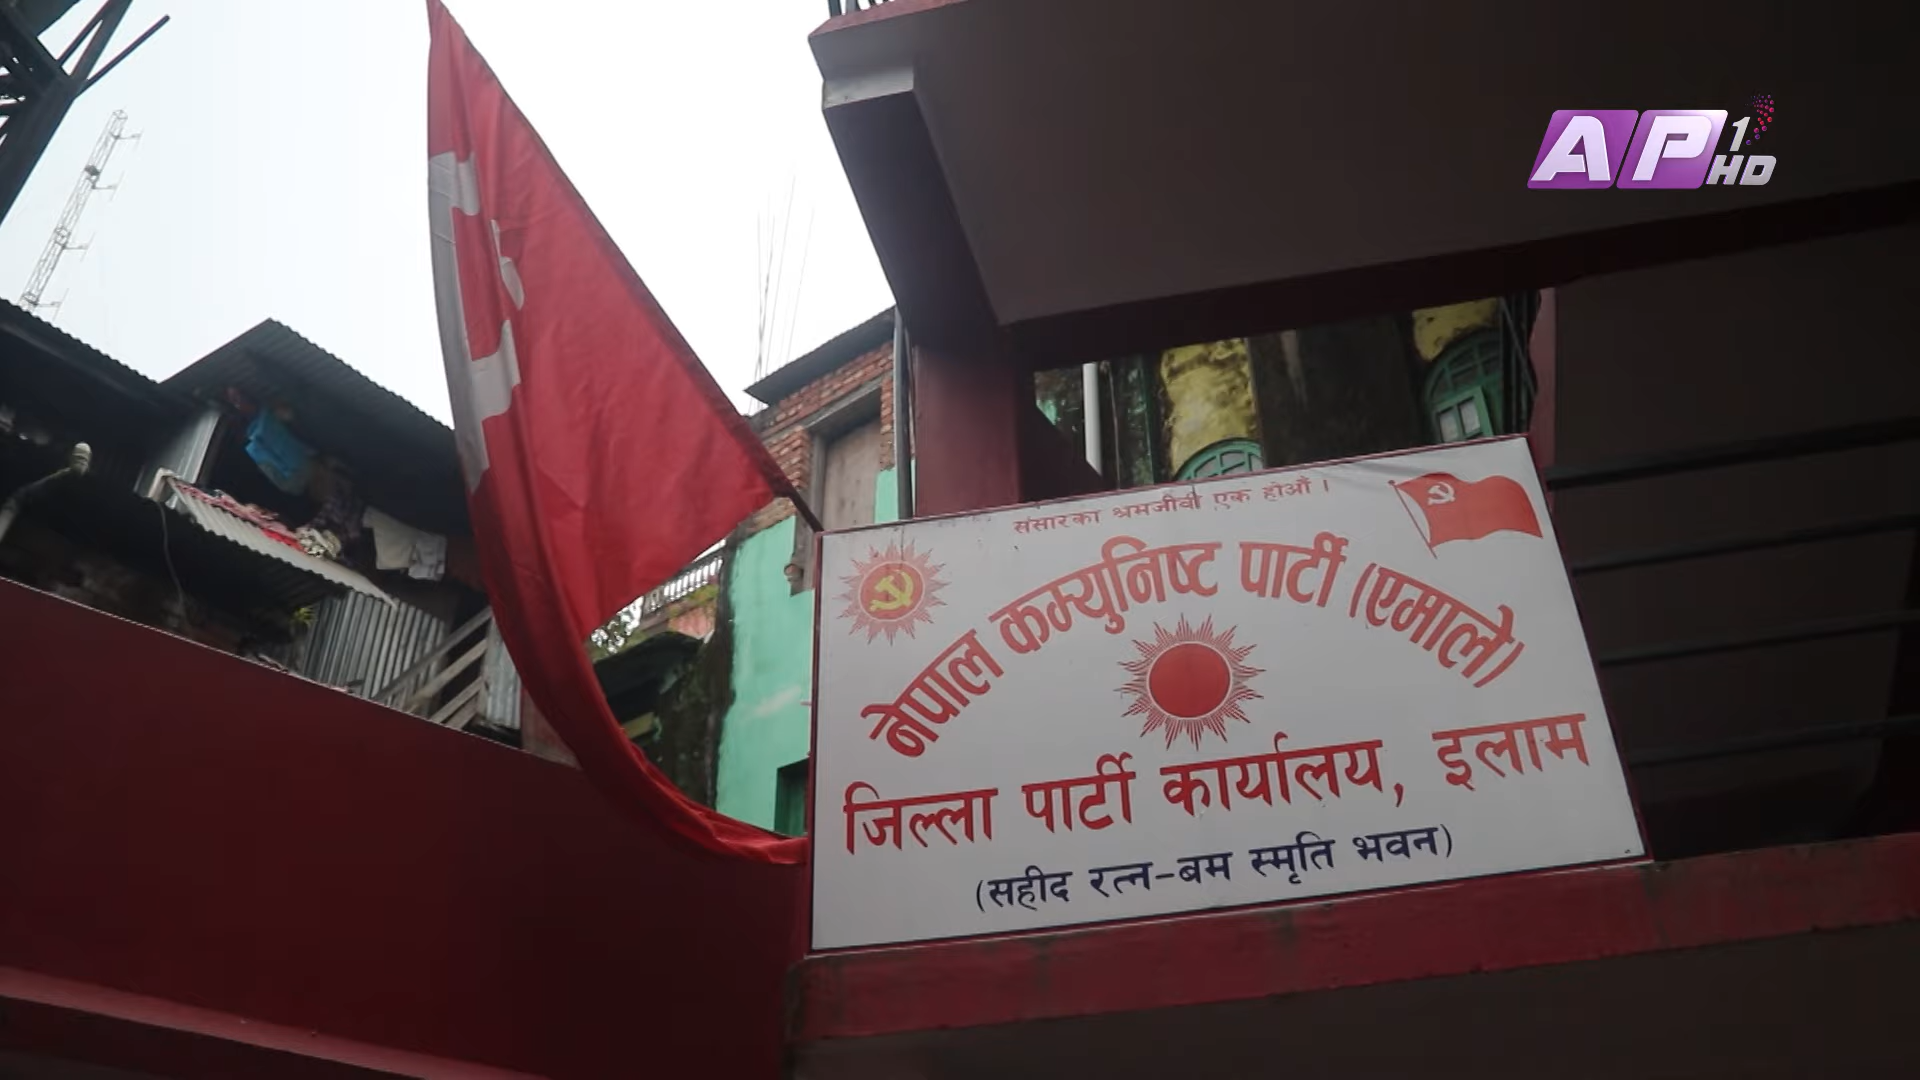 AP1 HD
संसारका श्रमजीवी एक होऔं ।
नेपाल कम्युनिष्ट पार्टी (एमाले)
जिल्ला पार्टी कार्यालय, इलाम
(सहीद रत्न-बम स्मृति भवन)